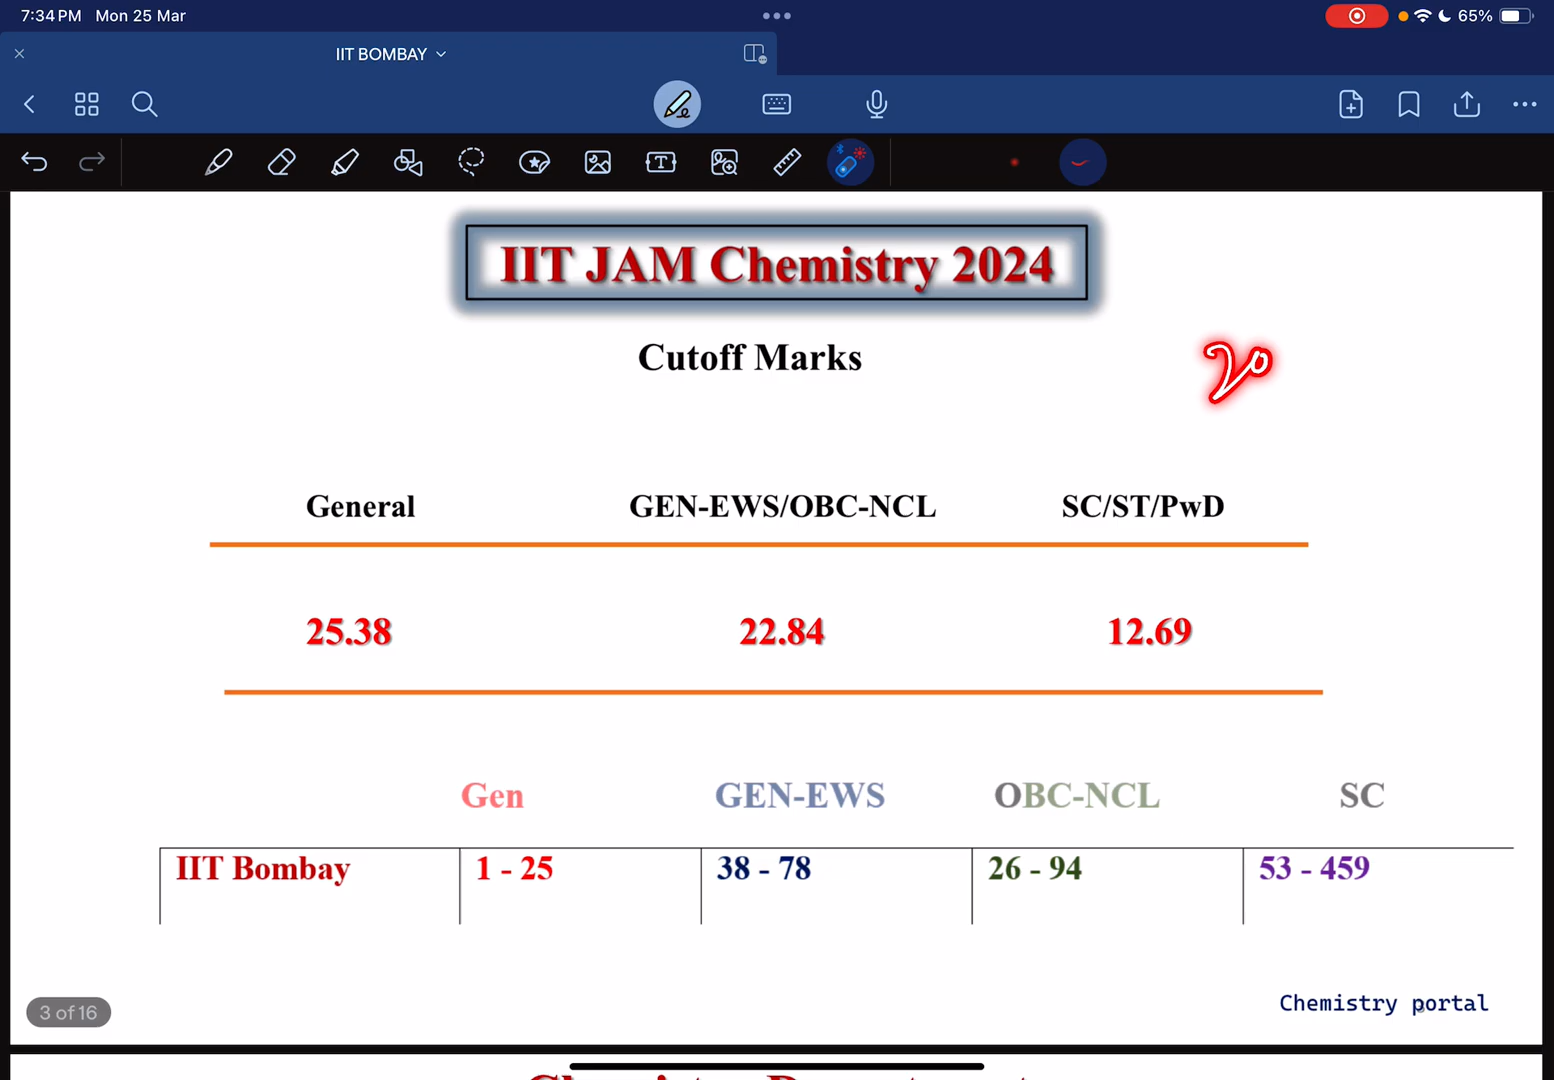 7:34 PM Mon 25 Mar
65%
IIT BOMBAY
IIT JAM Chemistry 2024
Cutoff Marks
20
General GEN-EWS/OBC-NCL SC/ST/PwD
25.38 22.84 12.69
Gen GEN-EWS OBC-NCL SC
IIT Bombay 1 - 25 38 - 78 26 - 94 53 - 459
3 of 16
Chemistry portal